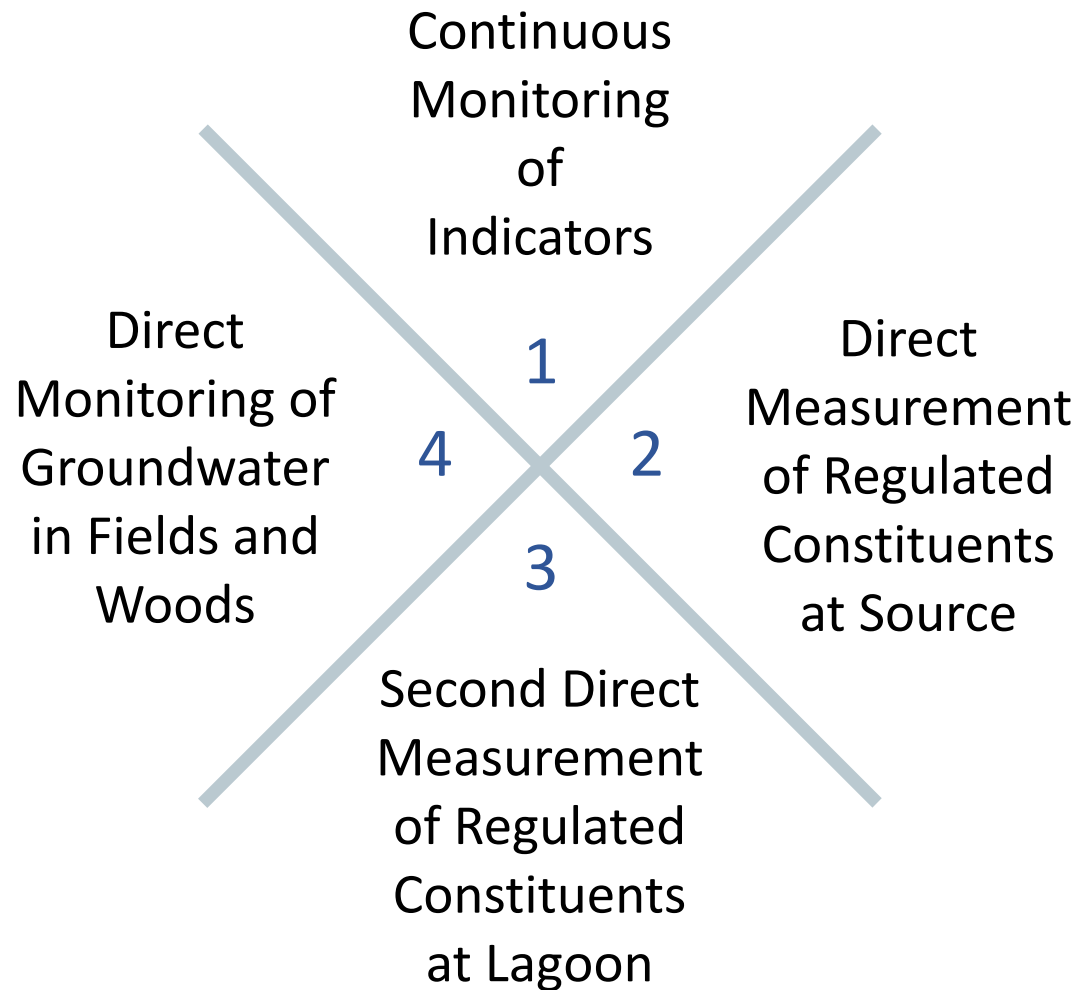 Continuous
Monitoring
of
Indicators
1
Direct
Measurement
of Regulated
Constituents
at Source
2
Second Direct
Measurement
of Regulated
Constituents
at Lagoon
3
Direct
Monitoring of
Groundwater
in Fields and
Woods
4